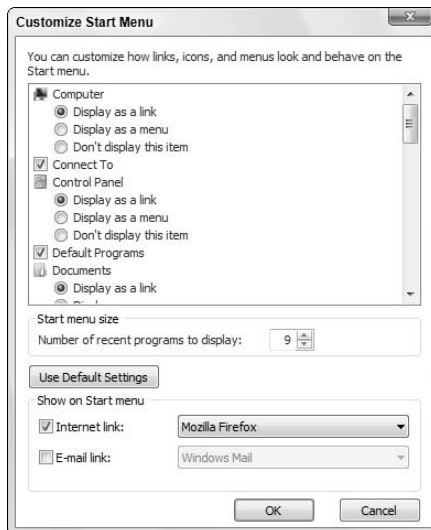 Customize Start Menu
You can customize how links, icons, and menus look and behave on the
Start menu.
Computer
Display as a link
Display as a menu
Don't display this item
Connect To
Control Panel
Display as a link
Display as a menu
Don't display this item
Default Programs
Documents
Display as a link
Start menu size
Number of recent programs to display: 9
Use Default Settings
Show on Start menu
Internet link: Mozilla Firefox
E-mail link: Windows Mail
OK Cancel